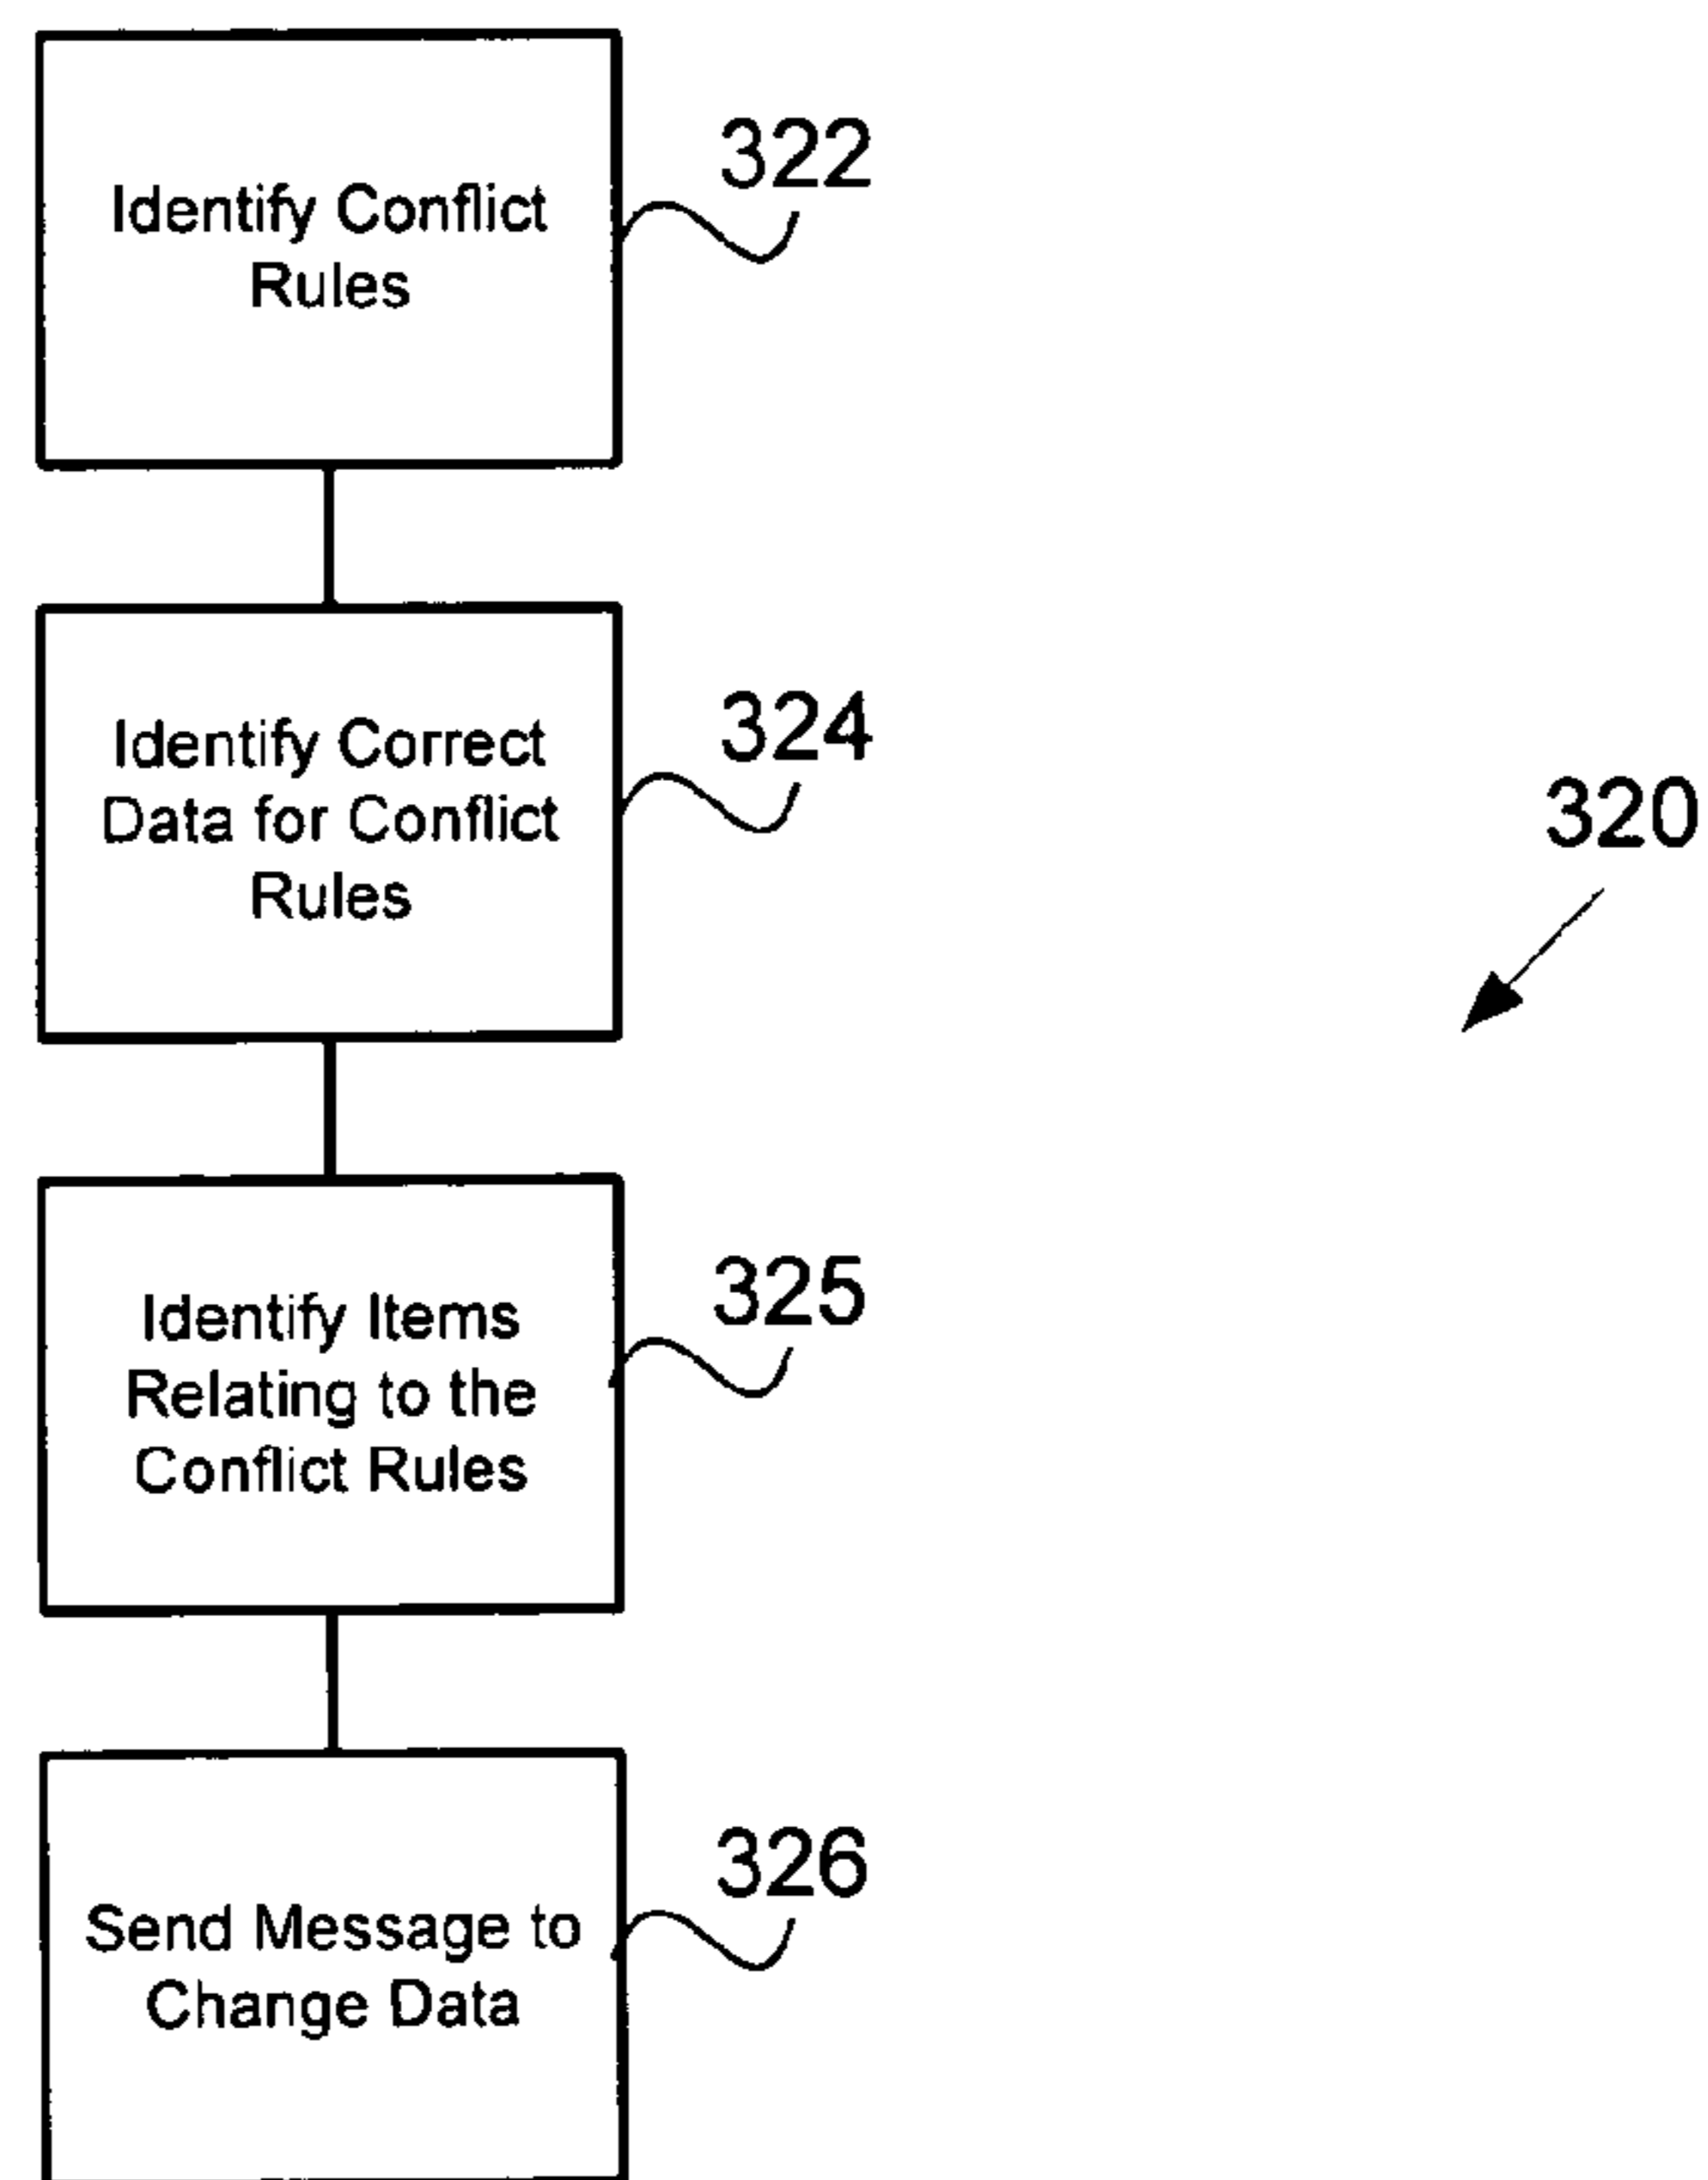 Identify Conflict
Rules
322
Identify Correct
Data for Conflict
Rules
324
320
Identify Items
Relating to the
Conflict Rules
325
Send Message to
Change Data
326